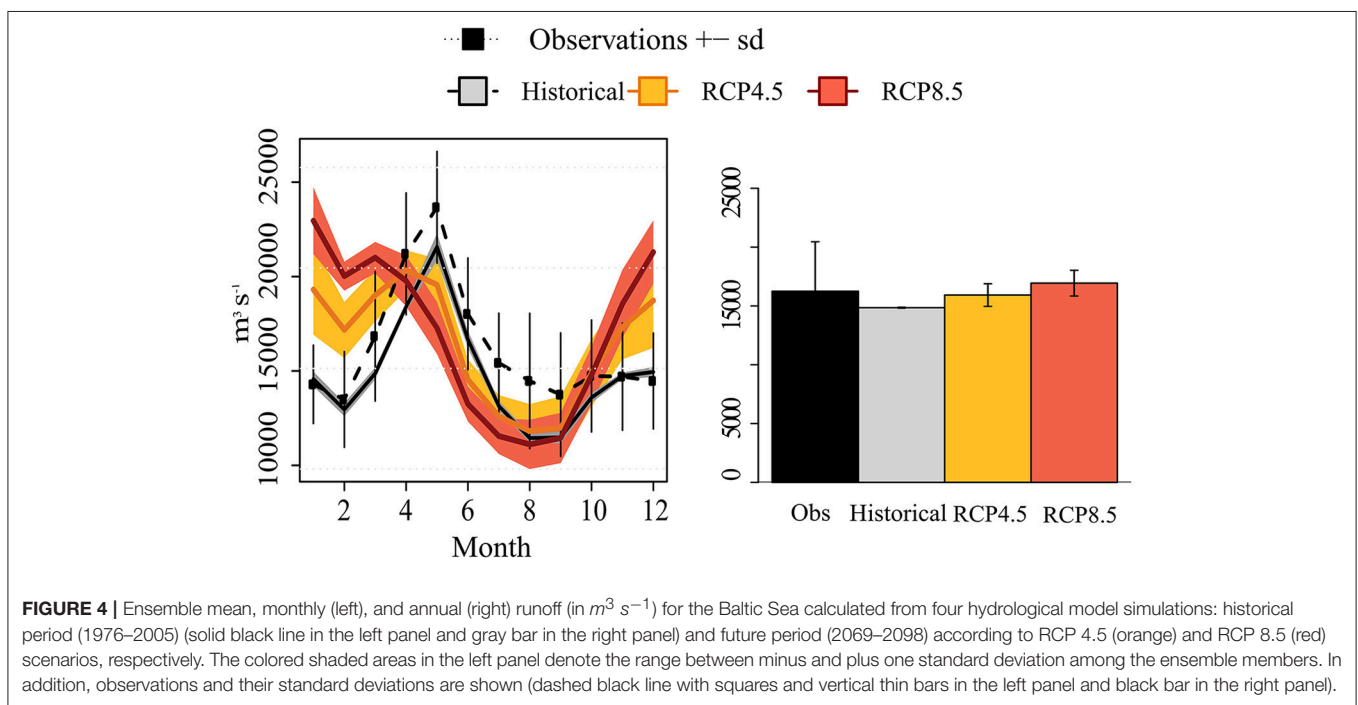 Observations +− sd
Historical RCP4.5 RCP8.5
m³ s⁻¹
25000
20000
15000
10000
2 4 6 8 10 12
Month
25000
15000
5000
0
Obs Historical RCP4.5 RCP8.5
FIGURE 4 | Ensemble mean, monthly (left), and annual (right) runoff (in m³ s⁻¹) for the Baltic Sea calculated from four hydrological model simulations: historical
period (1976–2005) (solid black line in the left panel and gray bar in the right panel) and future period (2069–2098) according to RCP 4.5 (orange) and RCP 8.5 (red)
scenarios, respectively. The colored shaded areas in the left panel denote the range between minus and plus one standard deviation among the ensemble members. In
addition, observations and their standard deviations are shown (dashed black line with squares and vertical thin bars in the left panel and black bar in the right panel).